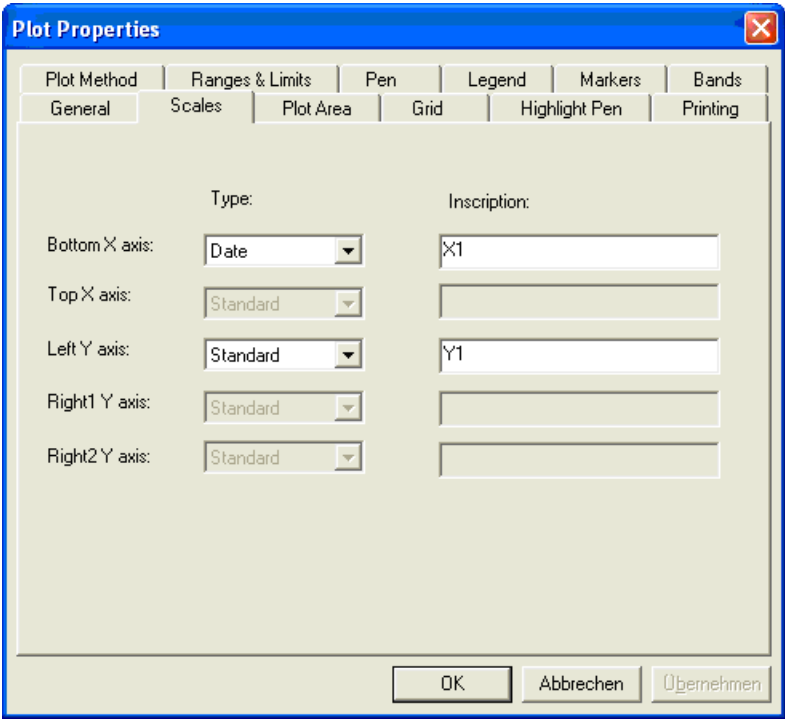 Plot Properties
Plot Method Ranges & Limits Pen Legend Markers Bands
General Scales Plot Area Grid Highlight Pen Printing
Type: Inscription:
Bottom X axis: Date X1
Top X axis: Standard
Left Y axis: Standard Y1
Right1 Y axis: Standard
Right2 Y axis: Standard
OK Abbrechen Übernehmen